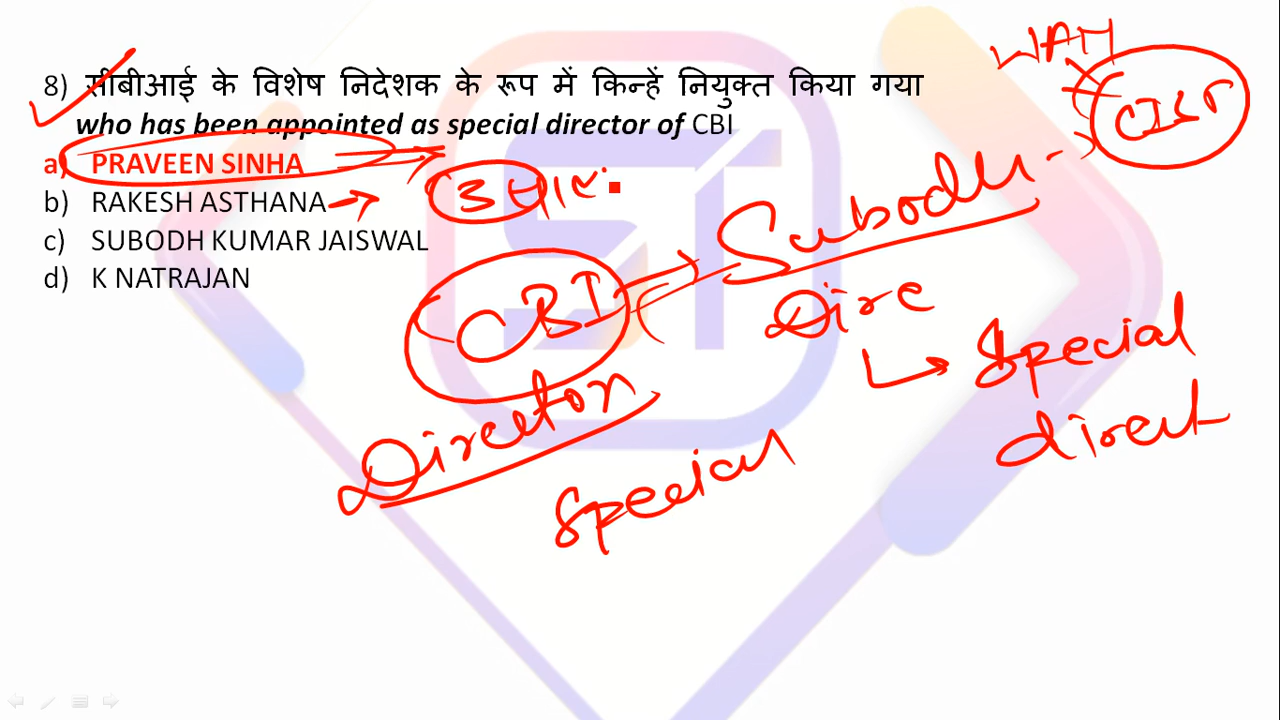 8) सीबीआई के विशेष निदेशक के रूप में किन्हें नियुक्त किया गया
who has been appointed as special director of CBI
a) PRAVEEN SINHA
b) RAKESH ASTHANA
c) SUBODH KUMAR JAISWAL
d) K NATRAJAN
CBI
Subodh
Dire
Special
direct
Director
Special